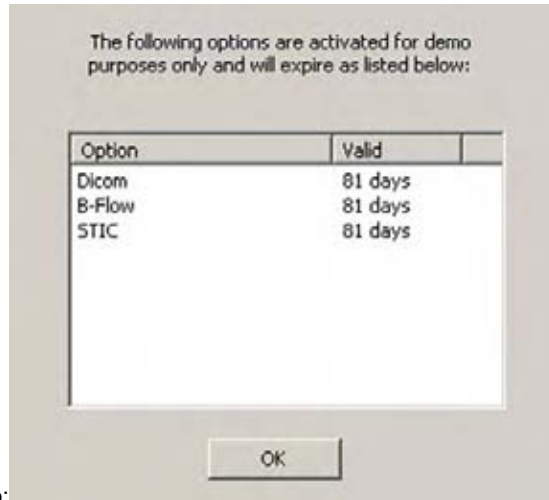 The following options are activated for demo
purposes only and will expire as listed below:
Option Valid
Dicom 81 days
B-Flow 81 days
STIC 81 days
OK